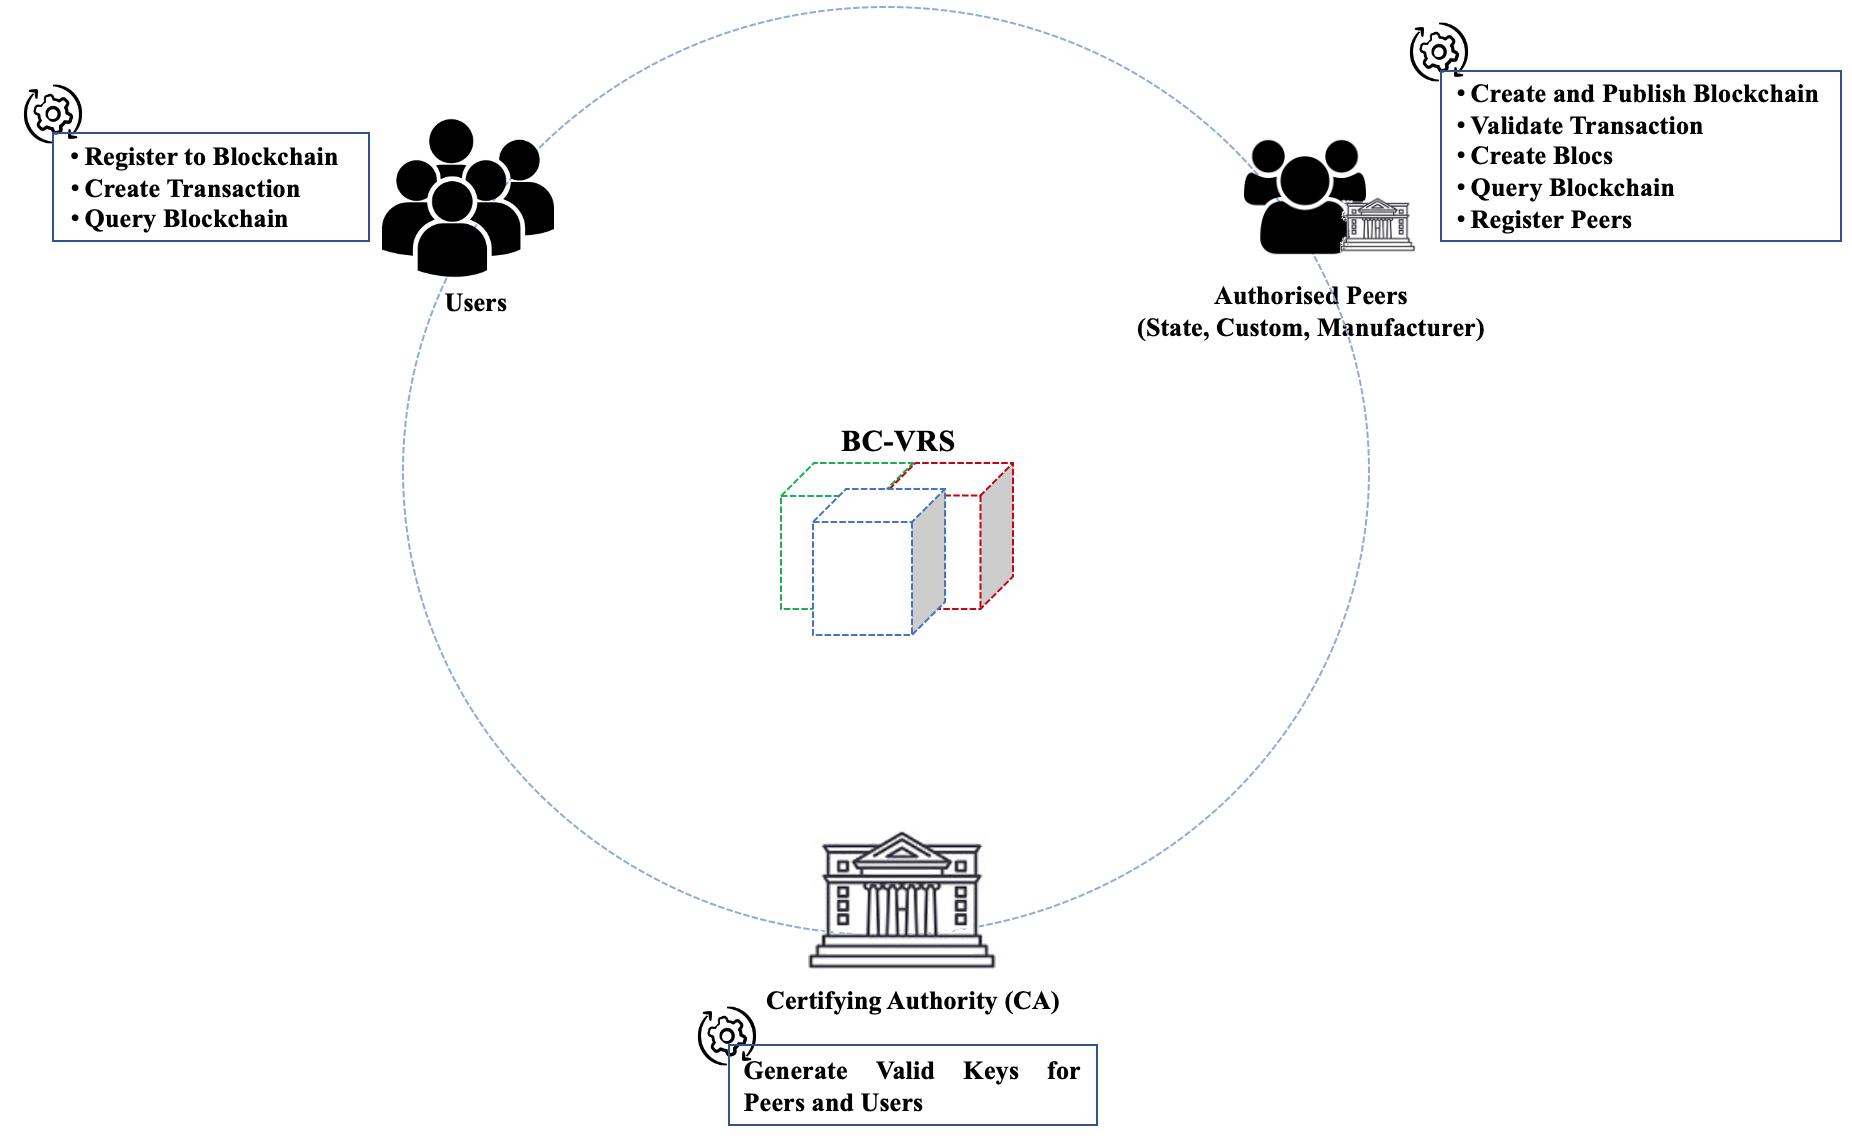 • Register to Blockchain
• Create Transaction
• Query Blockchain
Users
• Create and Publish Blockchain
• Validate Transaction
• Create Blocs
• Query Blockchain
• Register Peers
Authorised Peers
(State, Custom, Manufacturer)
BC-VRS
Certifying Authority (CA)
Generate Valid Keys for
Peers and Users